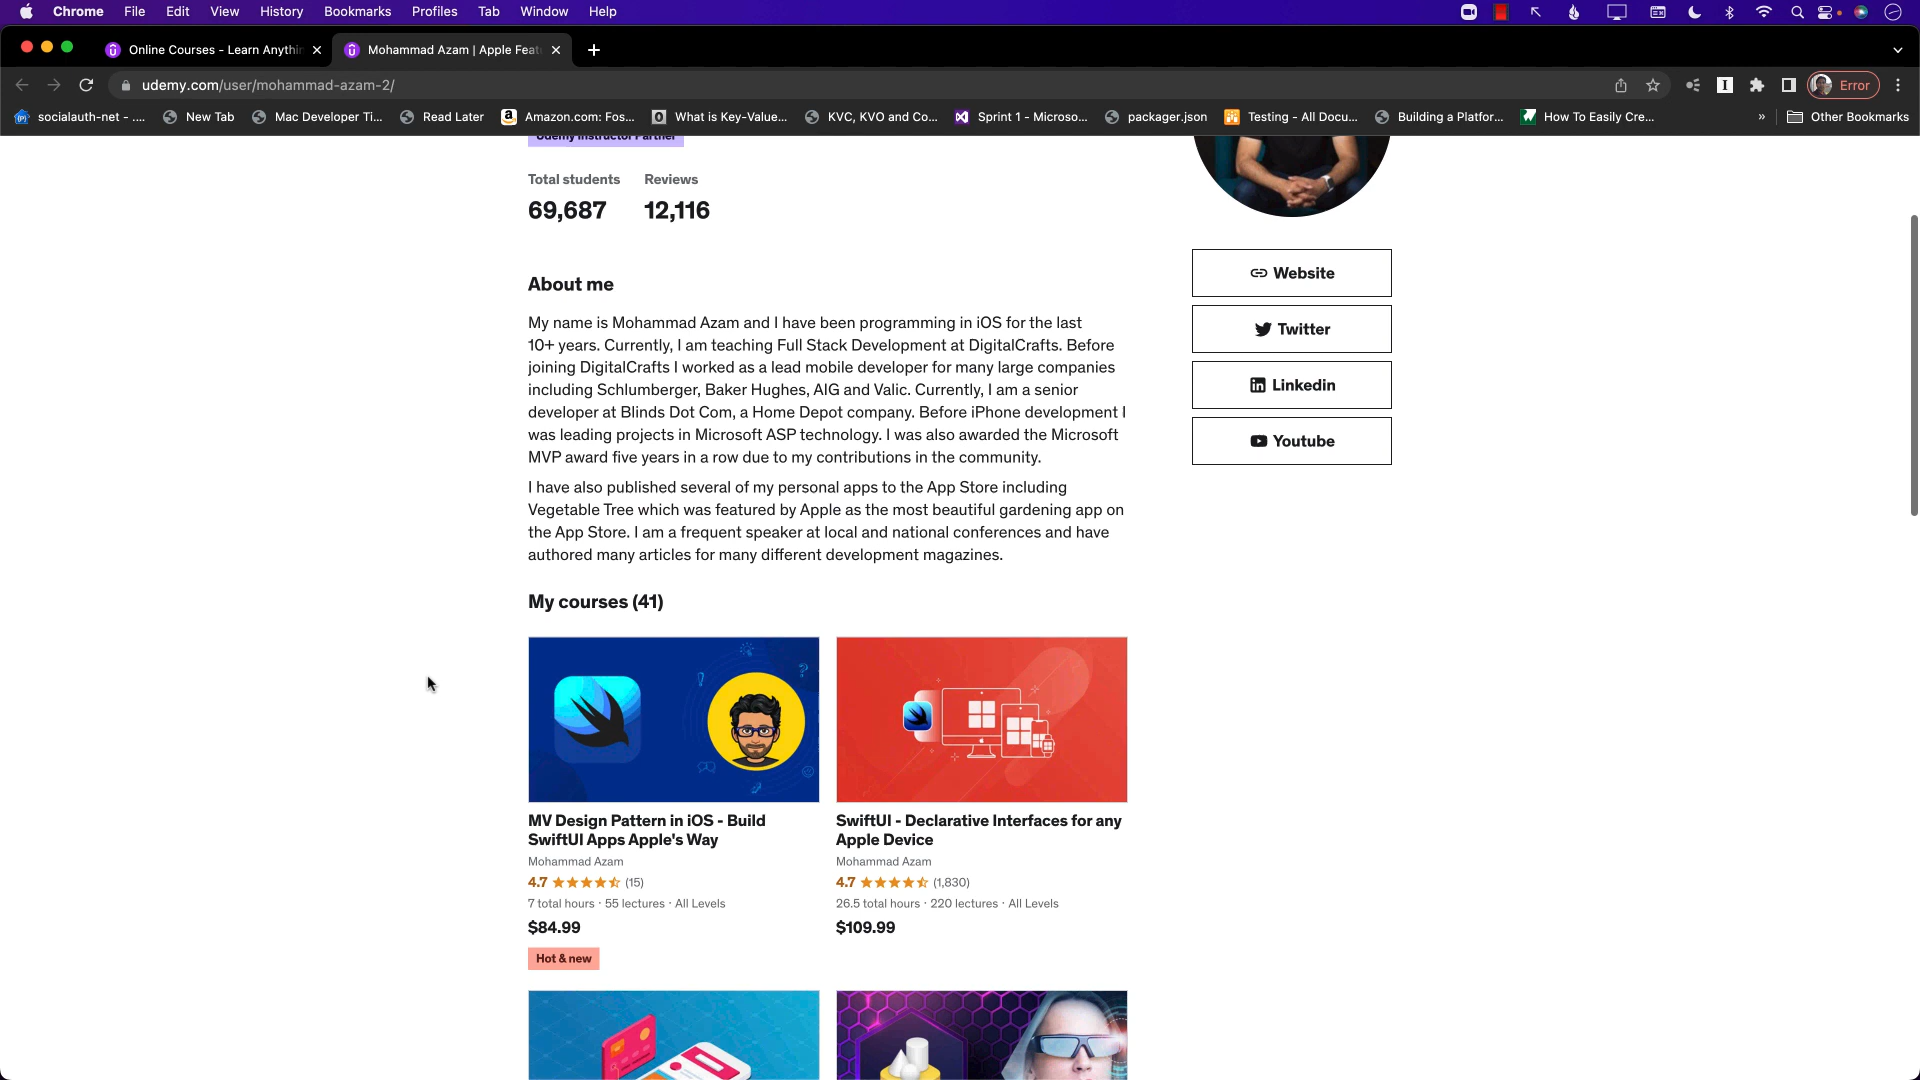 Chrome File Edit View History Bookmarks Profiles Tab Window Help
Online Courses - Learn Anythi
Mohammad Azam | Apple Feat
udemy.com/user/mohammad-azam-2/
Error
socialauth-net - ....
New Tab
Mac Developer Ti...
Read Later
Amazon.com: Fos...
What is Key-Value...
KVC, KVO and Co...
Sprint 1 - Microso...
packager.json
Testing - All Docu...
Building a Platfor...
How To Easily Cre...
»
Other Bookmarks
Udemy Instructor Partner
Total students Reviews
69,687 12,116
About me
My name is Mohammad Azam and I have been programming in iOS for the last
10+ years. Currently, I am teaching Full Stack Development at DigitalCrafts. Before
joining DigitalCrafts I worked as a lead mobile developer for many large companies
including Schlumberger, Baker Hughes, AIG and Valic. Currently, I am a senior
developer at Blinds Dot Com, a Home Depot company. Before iPhone development I
was leading projects in Microsoft ASP technology. I was also awarded the Microsoft
MVP award five years in a row due to my contributions in the community.
I have also published several of my personal apps to the App Store including
Vegetable Tree which was featured by Apple as the most beautiful gardening app on
the App Store. I am a frequent speaker at local and national conferences and have
authored many articles for many different development magazines.
Website
Twitter
Linkedin
Youtube
My courses (41)
MV Design Pattern in iOS - Build
SwiftUI Apps Apple's Way
Mohammad Azam
4.7 (15)
7 total hours · 55 lectures · All Levels
$84.99
Hot & new
SwiftUI - Declarative Interfaces for any
Apple Device
Mohammad Azam
4.7 (1,830)
26.5 total hours · 220 lectures · All Levels
$109.99